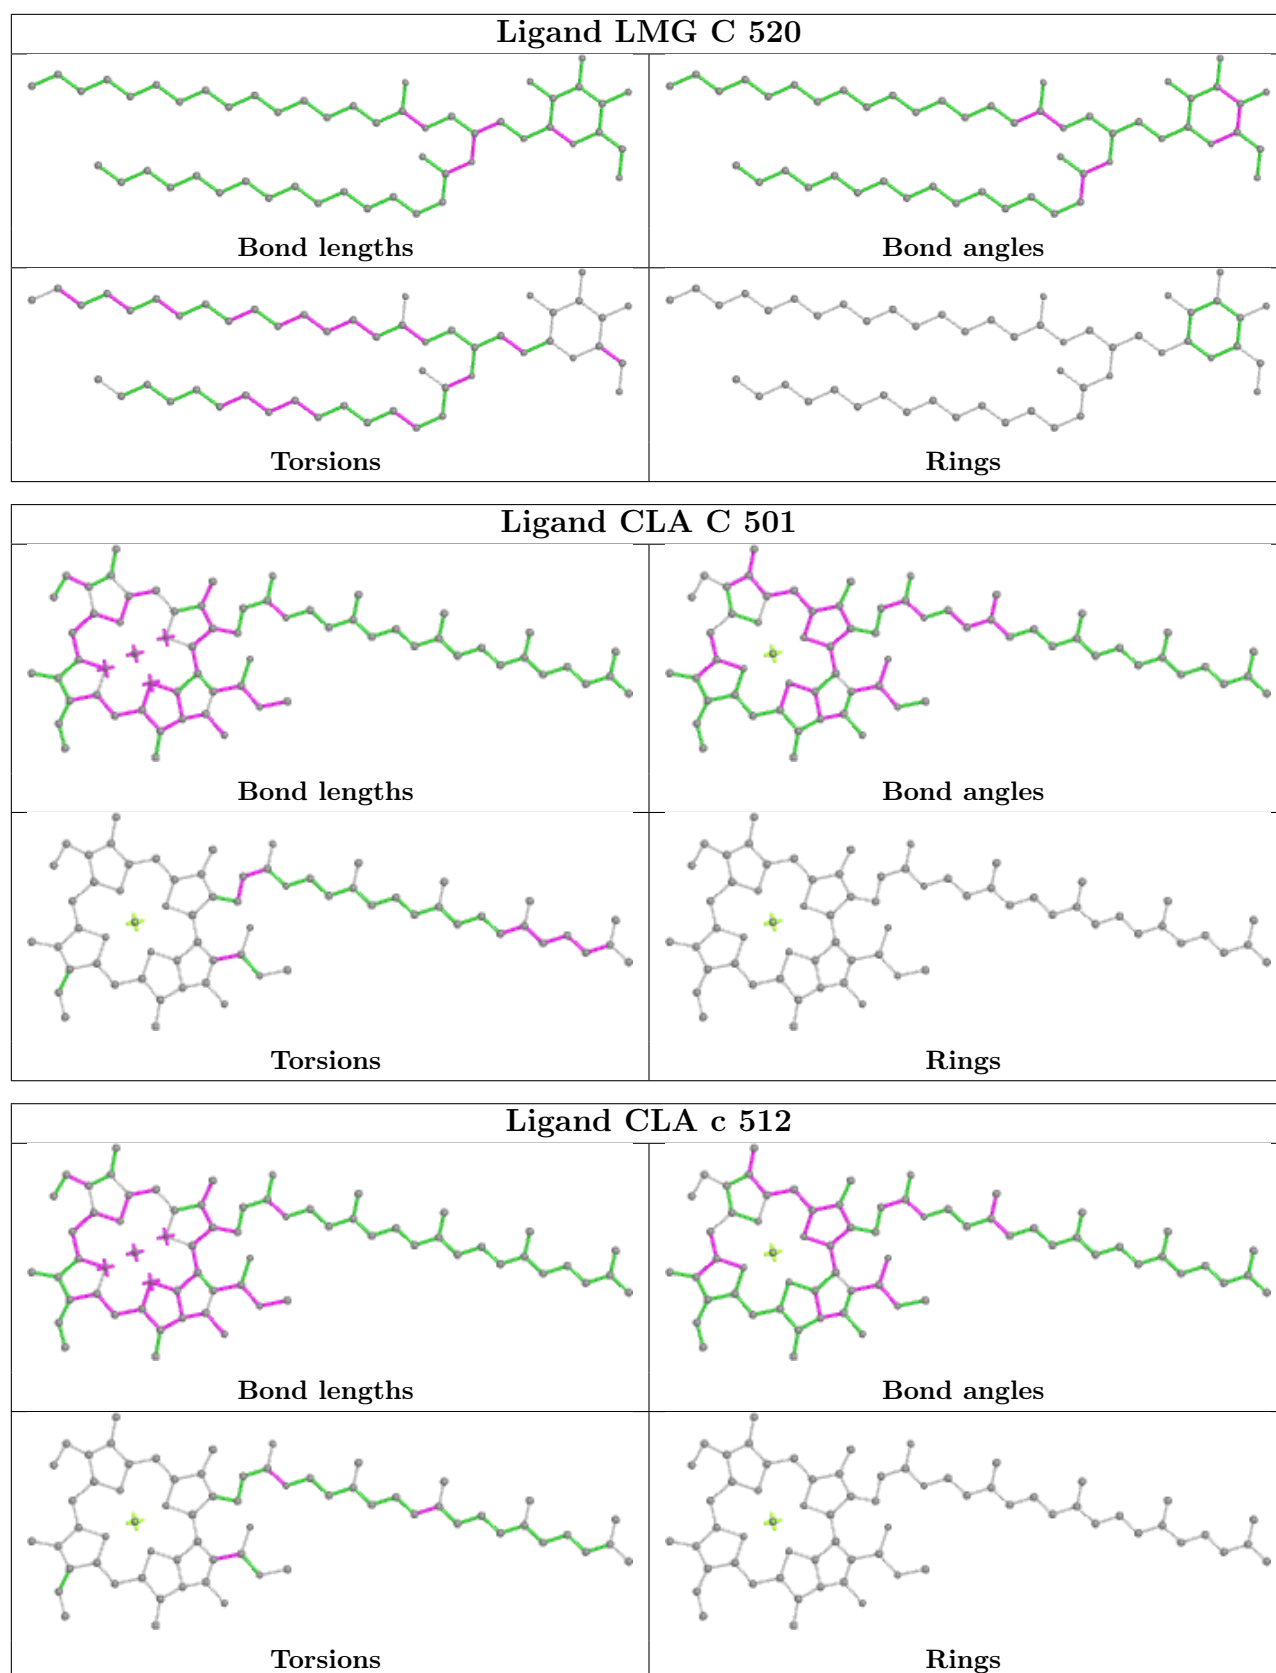 Ligand LMG C 520
Bond lengths
Bond angles
Torsions
Rings
Ligand CLA C 501
Bond lengths
Bond angles
Torsions
Rings
Ligand CLA c 512
Bond lengths
Bond angles
Torsions
Rings